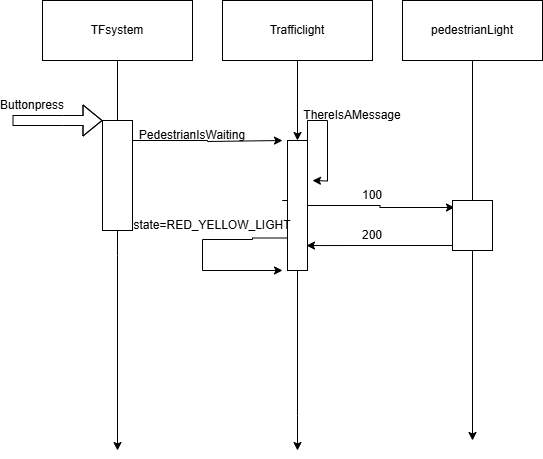 TFsystem
Trafficlight
pedestrianLight
Buttonpress
ThereIsAMessage
PedestrianIsWaiting
100
state=RED_YELLOW_LIGHT
200